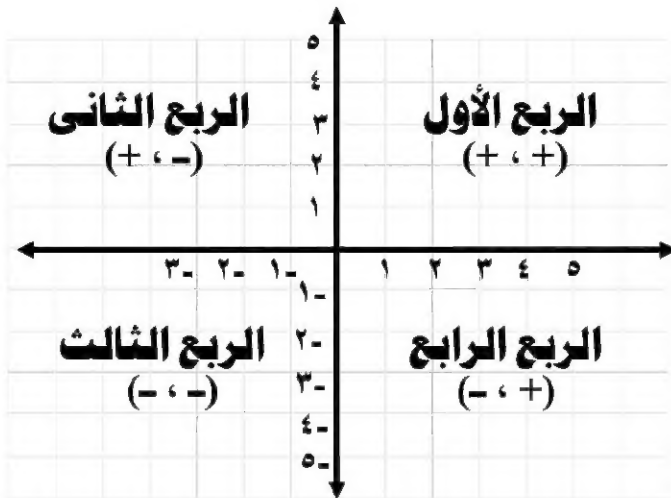 ٥
٤
الربع الأول
(+ ، +)
الربع الثانى
(- ، +)
٣
٢
١
٥ ٤ ٣ ٢ ١ -١ -٢ -٣
-١
الربع الرابع
(+ ، -)
الربع الثالث
(- ، -)
-٢
-٣
-٤
-٥